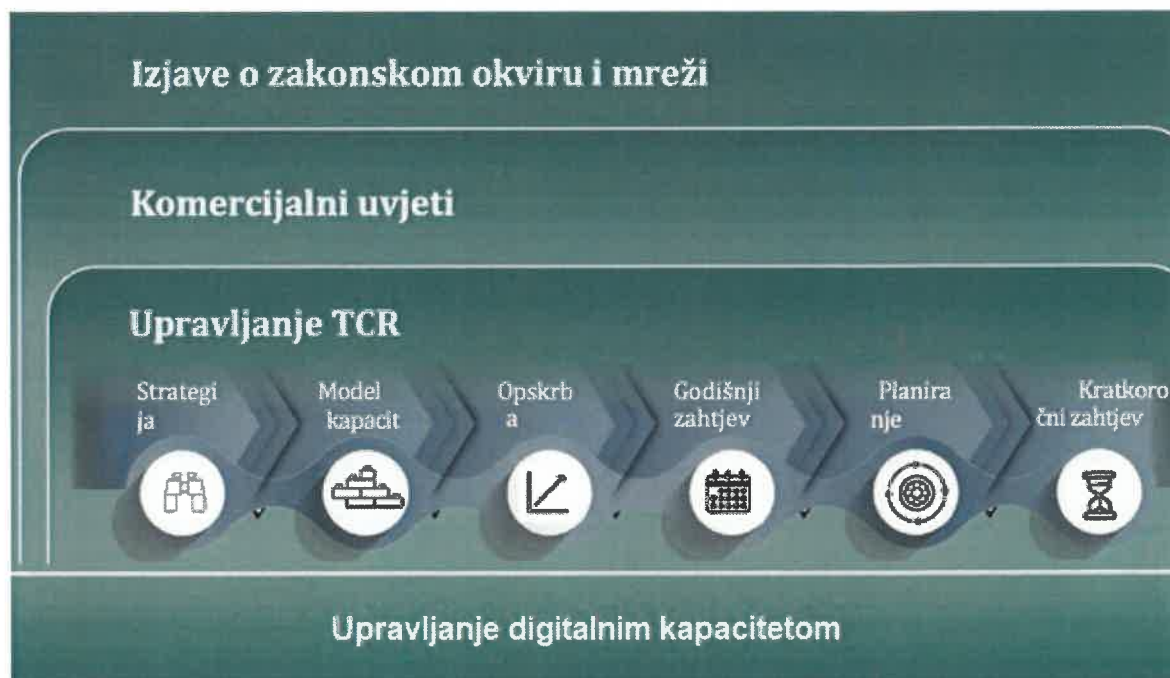 Izjave o zakonskom okviru i mreži
Komercijalni uvjeti
Upravljanje TCR
Strategi
ja
Model
kapacit
Opskrb
a
Godišnji
zahtjev
Planira
nje
Kratkoro
čni zahtjev
Upravljanje digitalnim kapacitetom